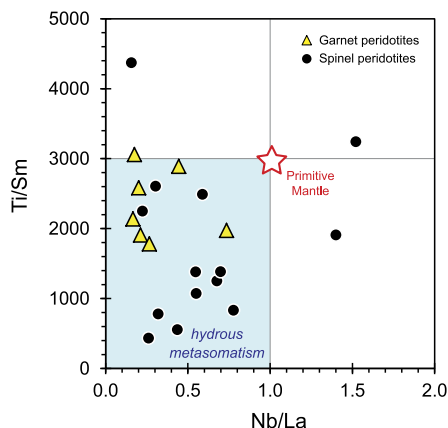 5000
4000
3000
2000
1000
0
Ti/Sm
Garnet peridotites
Spinel peridotites
Primitive
Mantle
hydrous
metasomatism
0.0
0.5
1.0
1.5
2.0
Nb/La